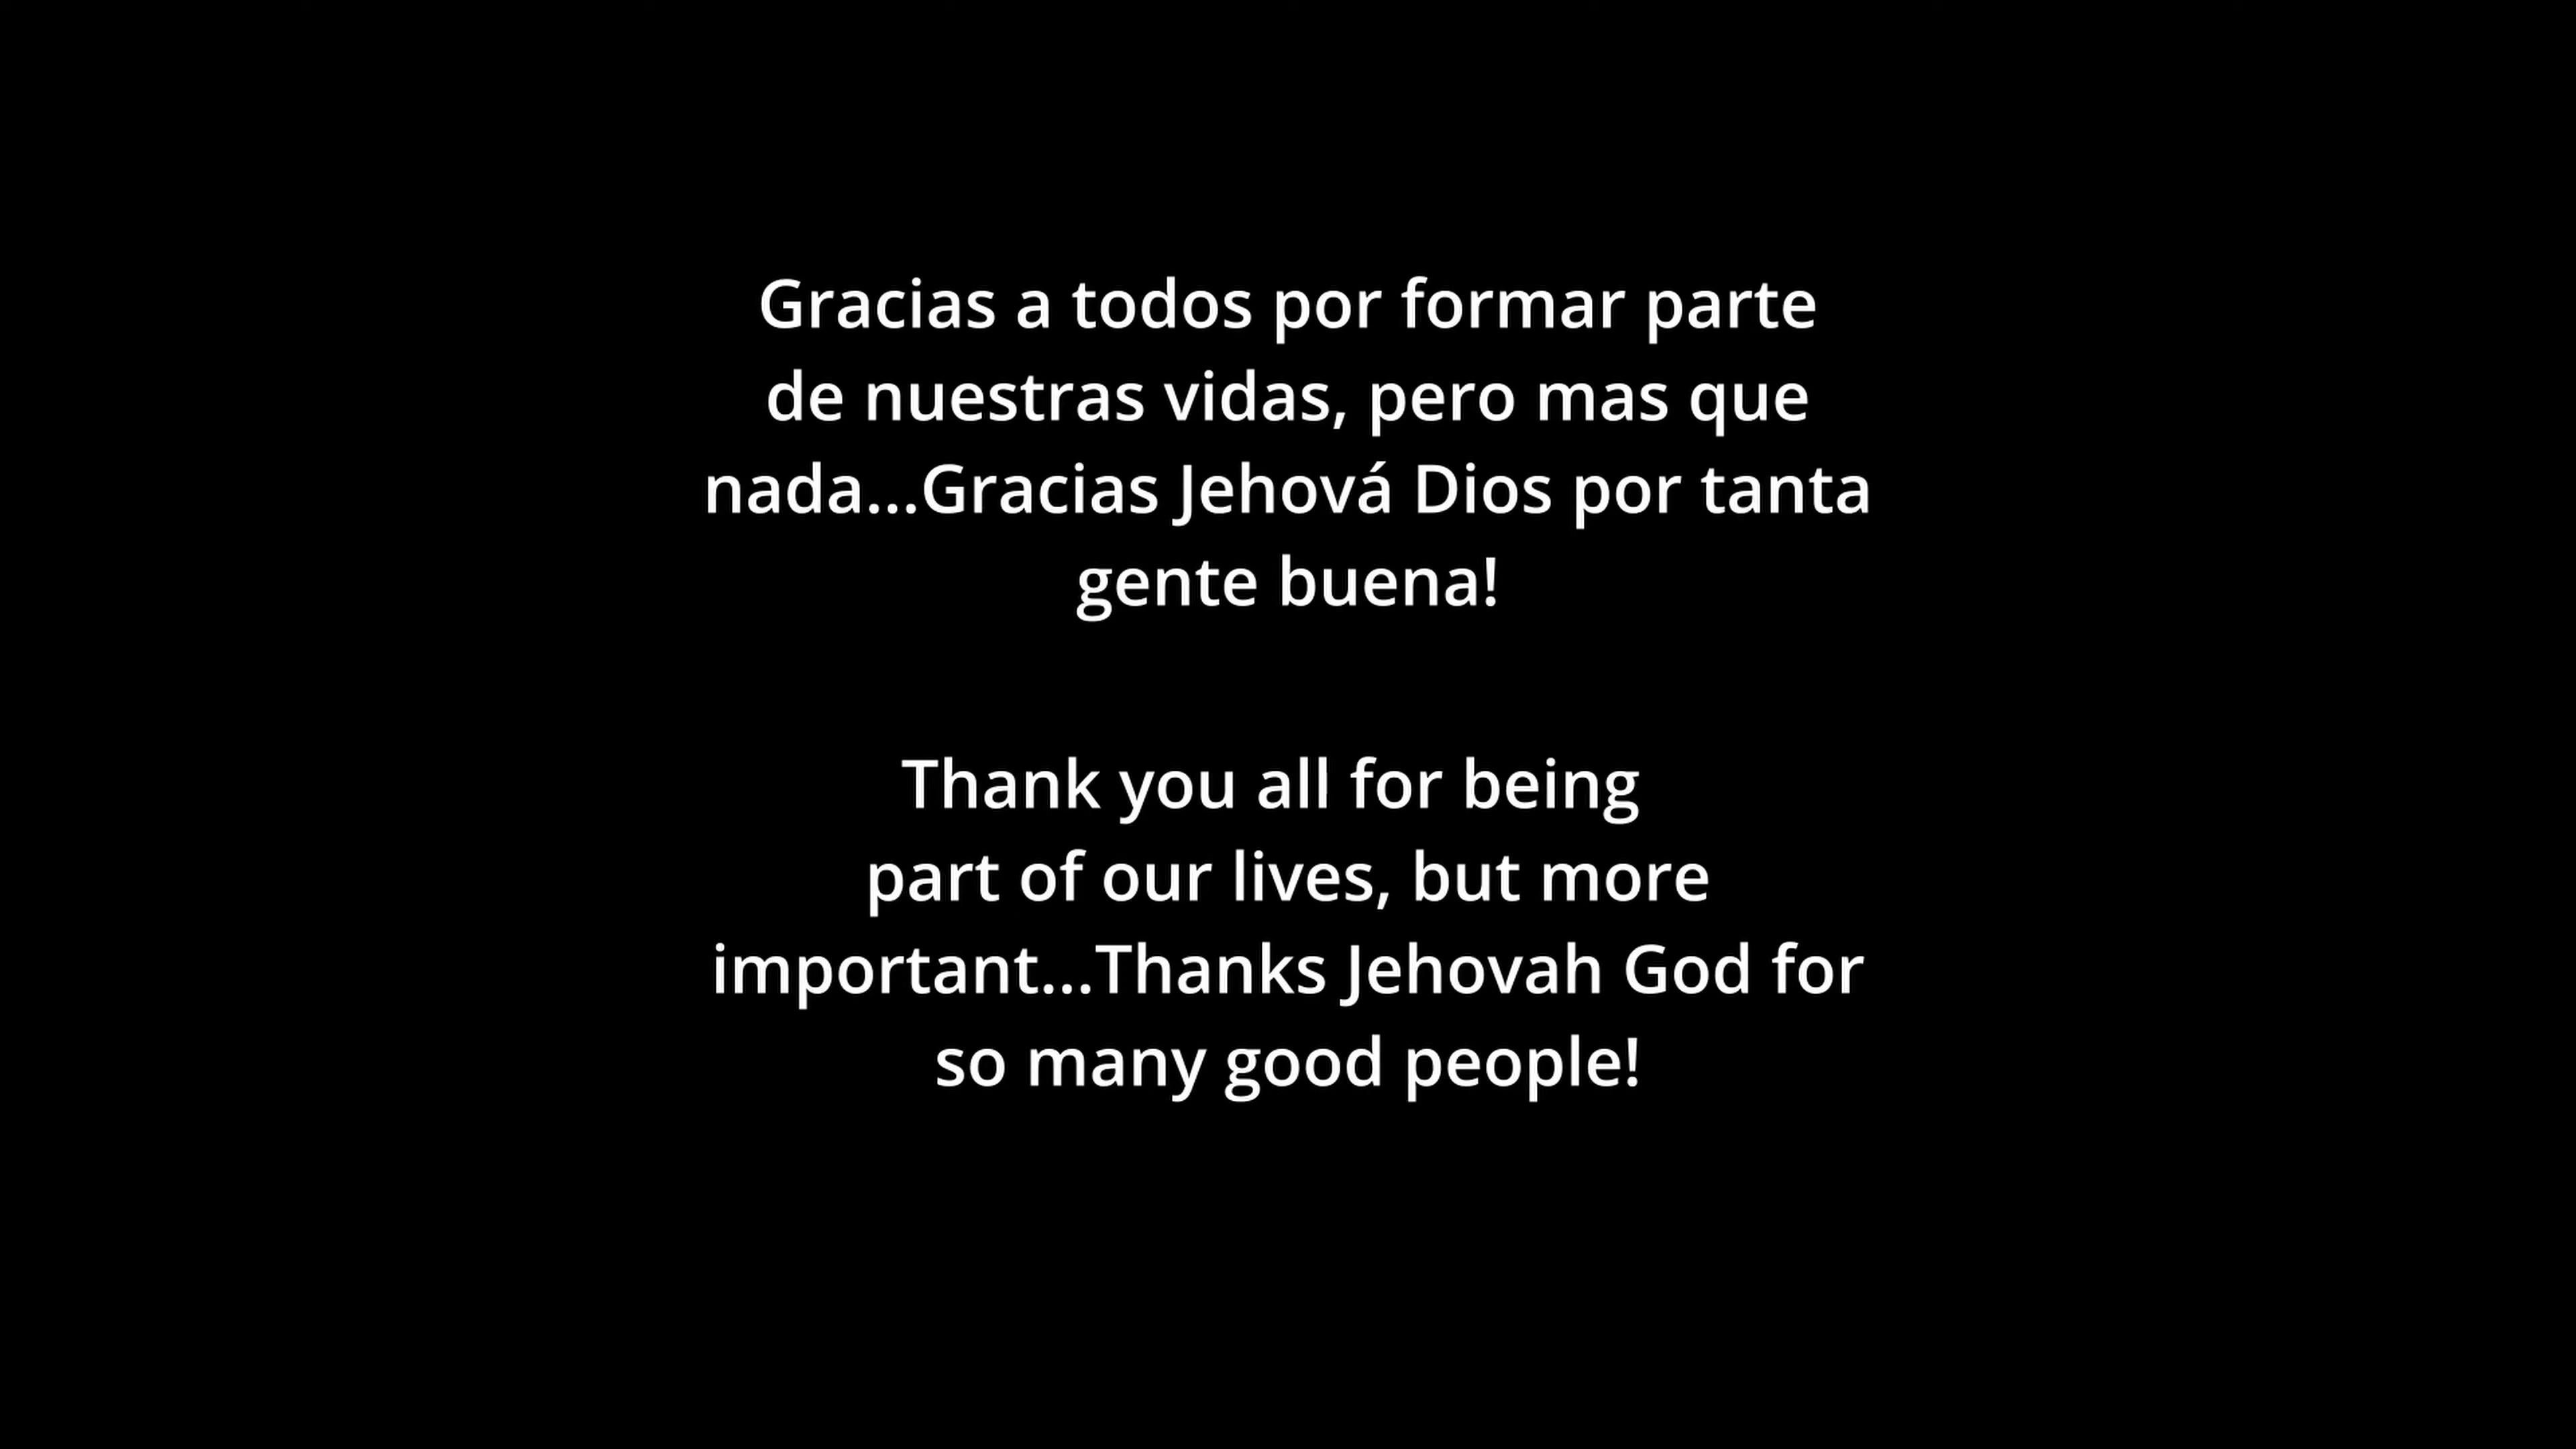 Gracias a todos por formar parte
de nuestras vidas, pero mas que
nada...Gracias Jehová Dios por tanta
gente buena!
Thank you all for being
part of our lives, but more
important...Thanks Jehovah God for
so many good people!